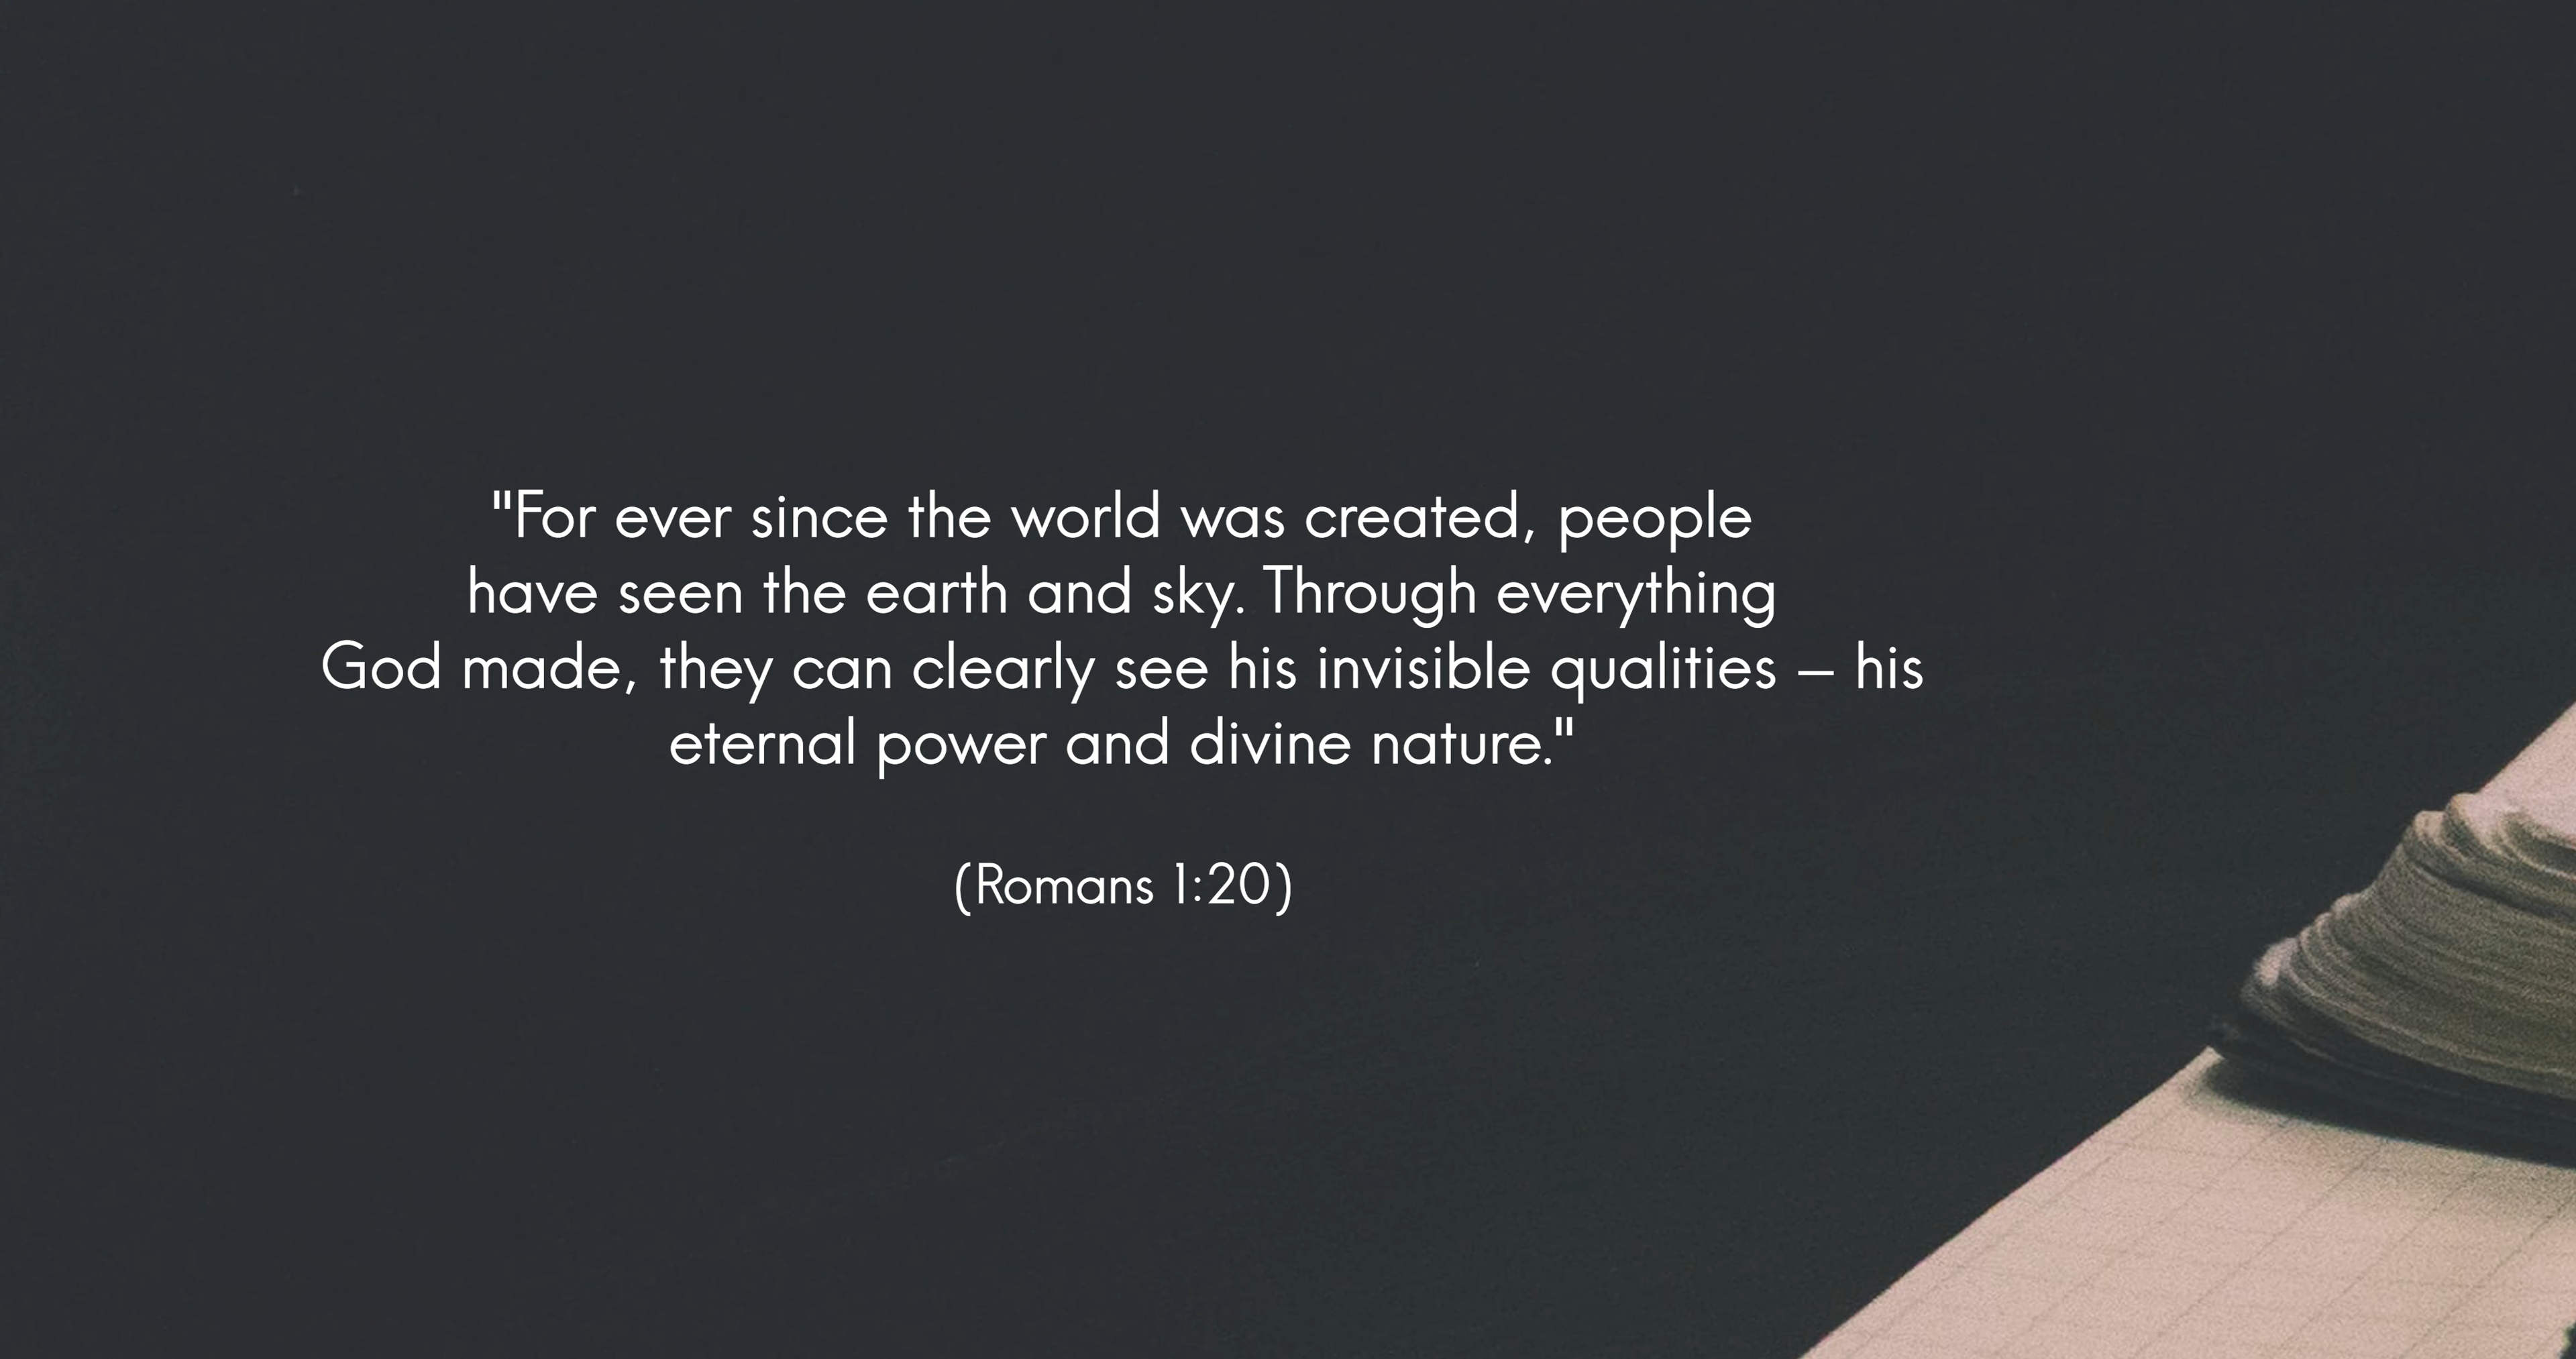 "For ever since the world was created, people
have seen the earth and sky. Through everything
God made, they can clearly see his invisible qualities – his
eternal power and divine nature."
(Romans 1:20)